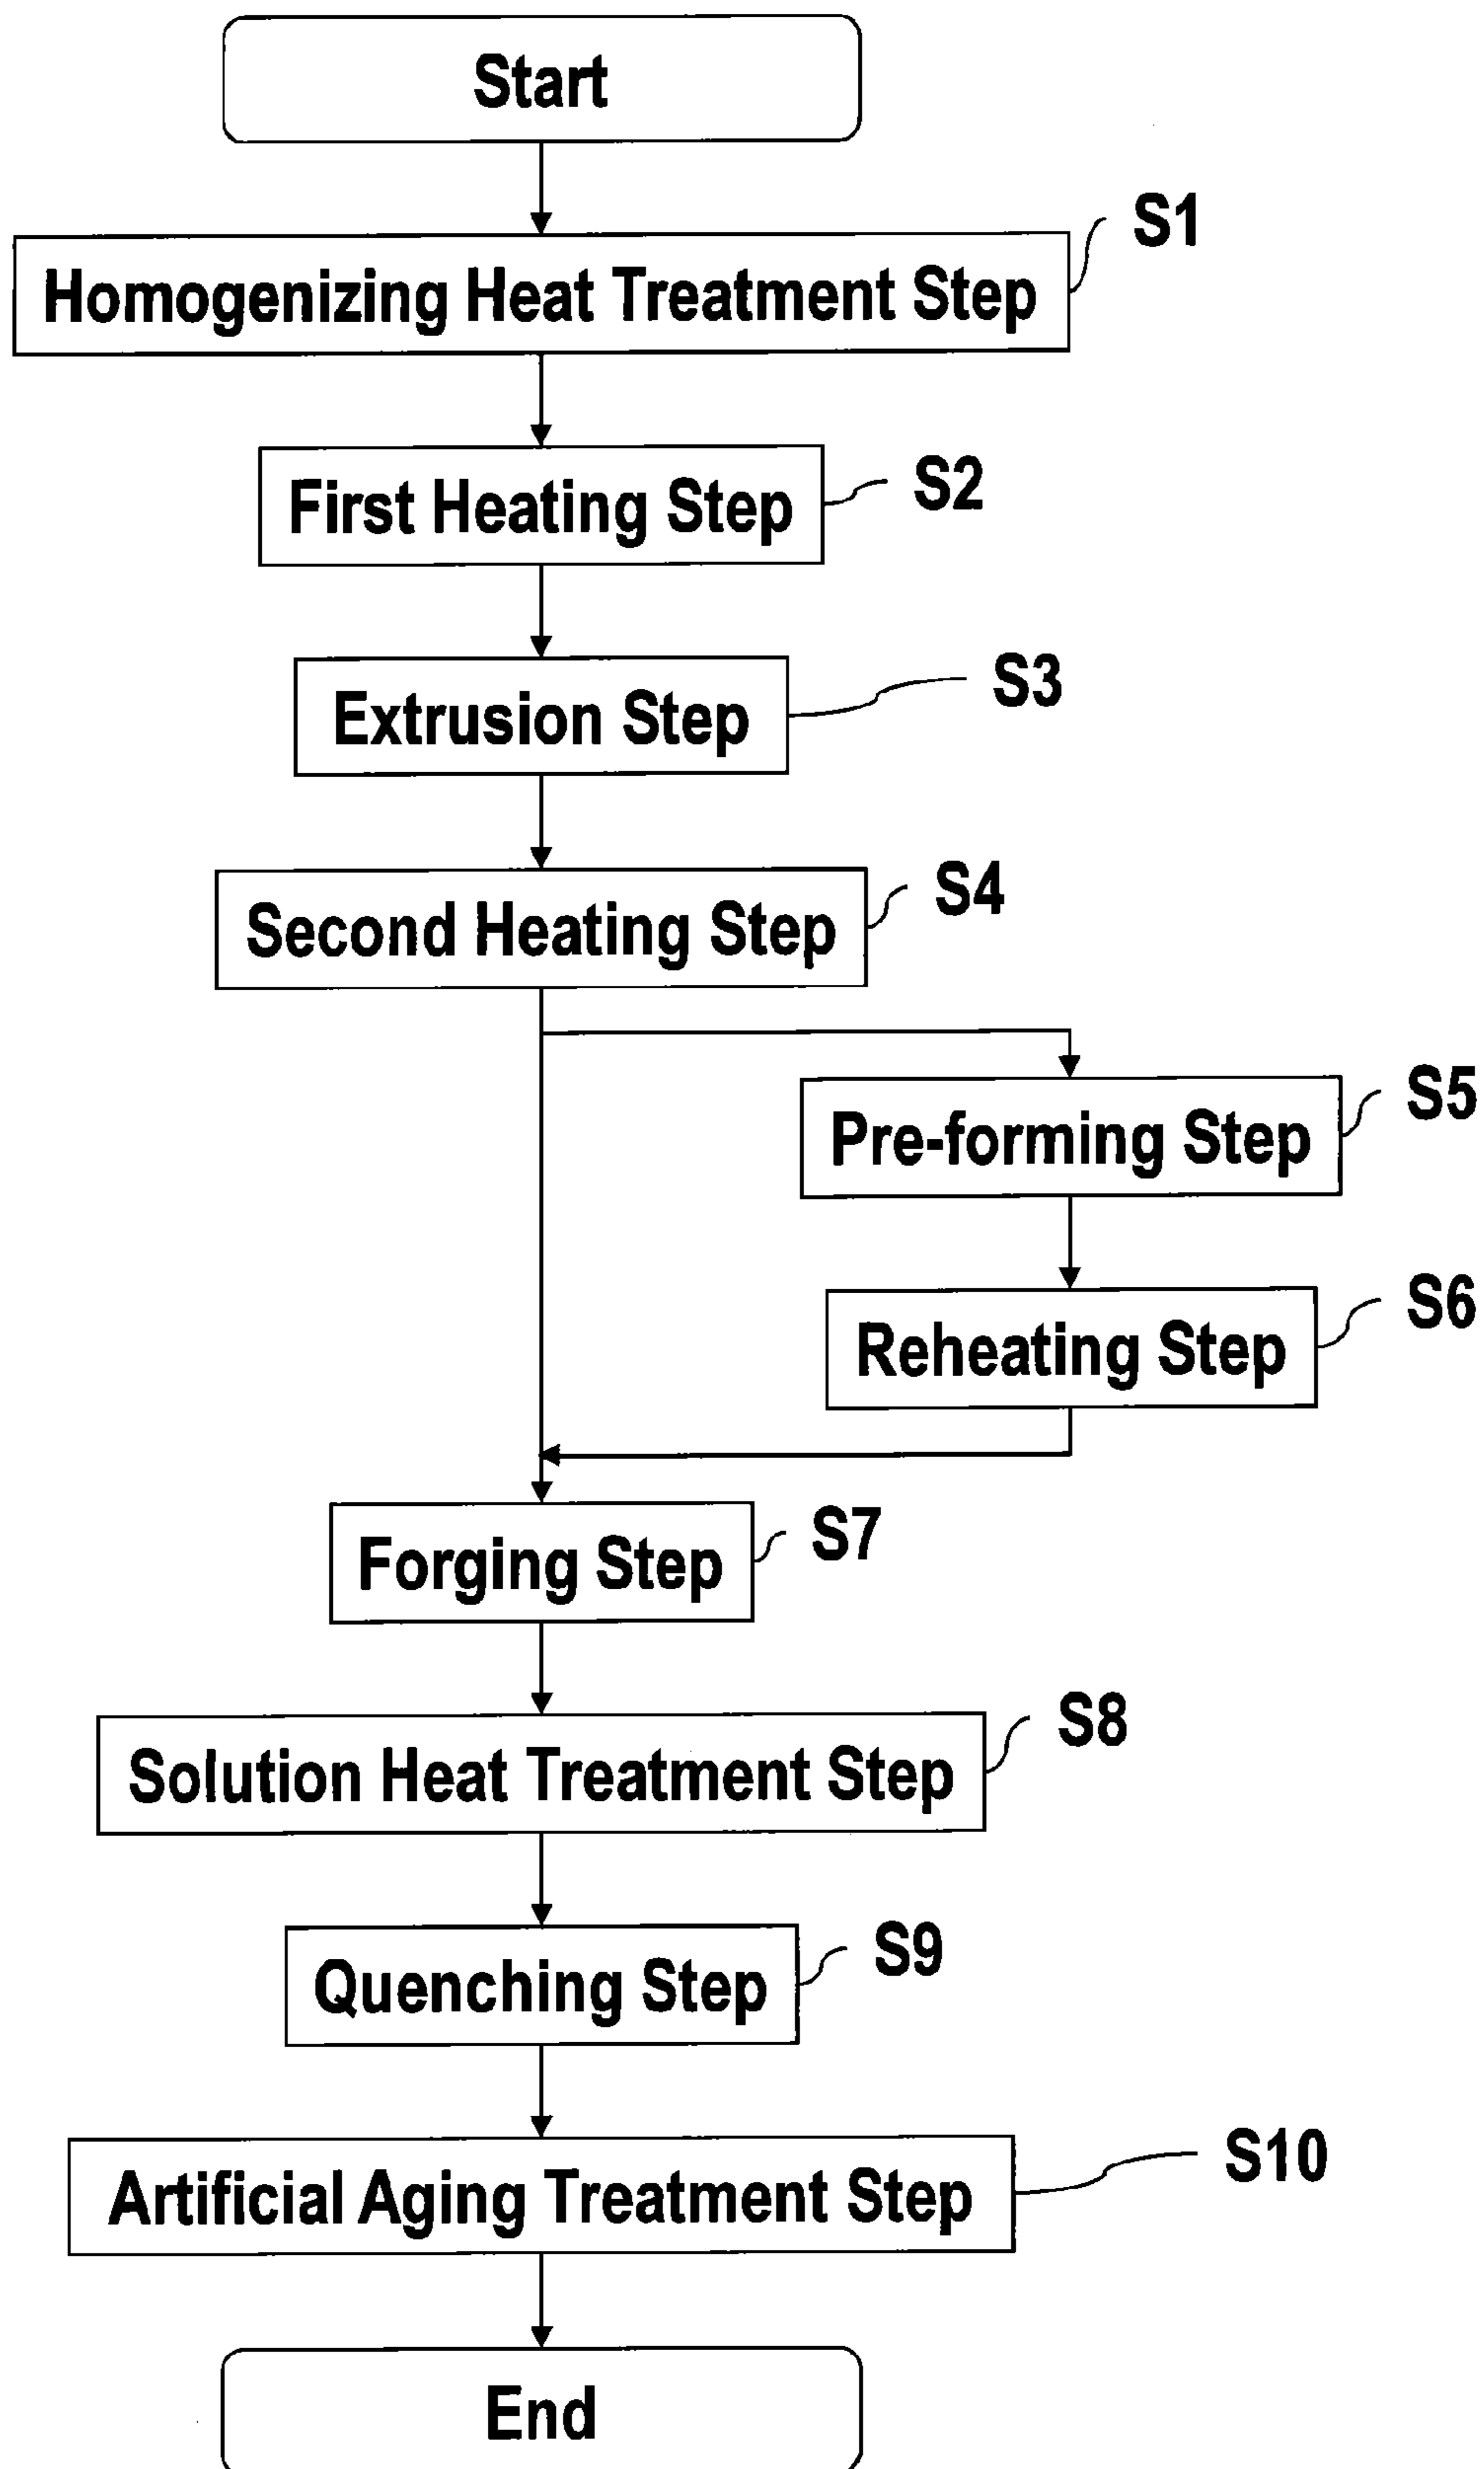 Start
S1
Homogenizing Heat Treatment Step
S2
First Heating Step
S3
Extrusion Step
S4
Second Heating Step
S5
Pre-forming Step
S6
Reheating Step
S7
Forging Step
S8
Solution Heat Treatment Step
S9
Quenching Step
S10
Artificial Aging Treatment Step
End